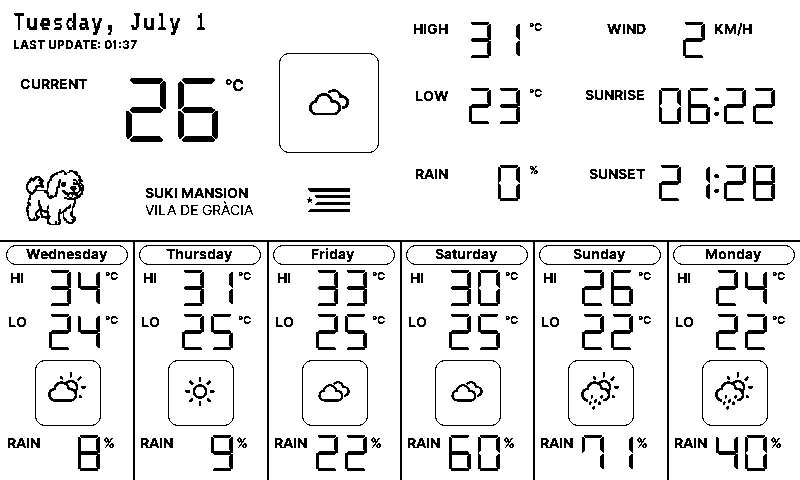 Tuesday, July 1
LAST UPDATE: 01:37
CURRENT 26 °C
HIGH 31 °C
WIND 2 KM/H
LOW 23 °C
SUNRISE 06:22
RAIN 0 %
SUNSET 21:28
SUKI MANSION
VILA DE GRÀCIA
Wednesday
HI 34 °C
LO 24 °C
RAIN 8 %
Thursday
HI 31 °C
LO 25 °C
RAIN 9 %
Friday
HI 33 °C
LO 25 °C
RAIN 22 %
Saturday
HI 30 °C
LO 25 °C
RAIN 60 %
Sunday
HI 26 °C
LO 22 °C
RAIN 71 %
Monday
HI 24 °C
LO 22 °C
RAIN 40 %